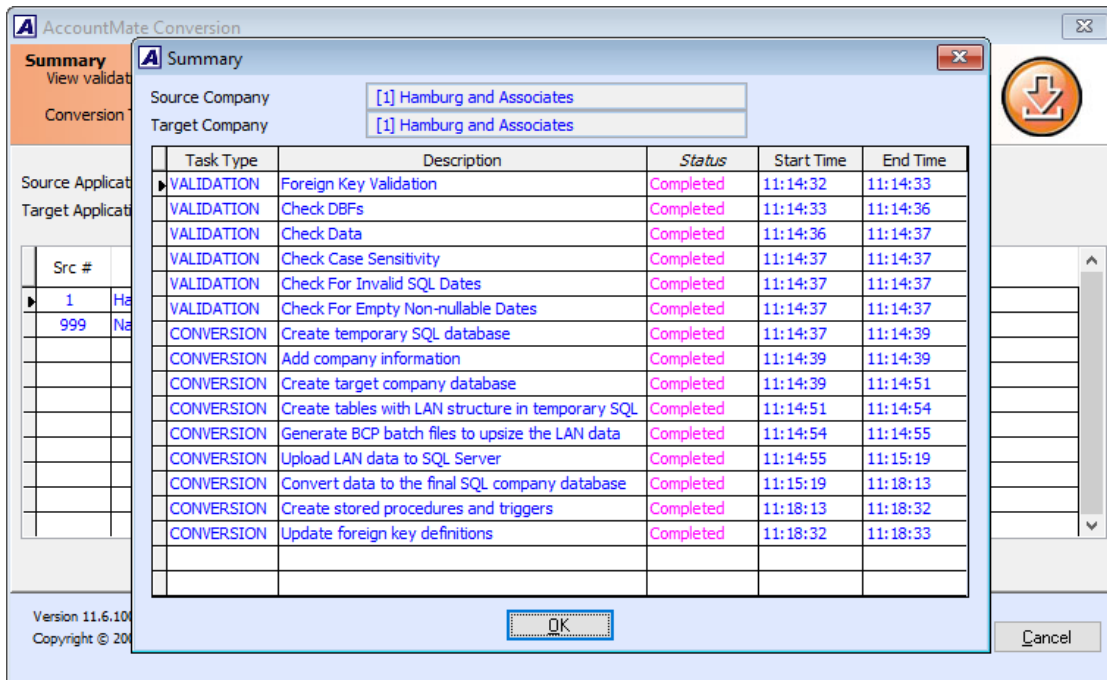 AccountMate Conversion
Summary
View validat
Conversion
Source Applicat
Target Applicati
Src #
1 Ha
999 Na
Version 11.6.10
Copyright © 20
Cancel
Summary
Source Company [1] Hamburg and Associates
Target Company [1] Hamburg and Associates
Task Type Description Status Start Time End Time
VALIDATION Foreign Key Validation Completed 11:14:32 11:14:33
VALIDATION Check DBFs Completed 11:14:33 11:14:36
VALIDATION Check Data Completed 11:14:36 11:14:37
VALIDATION Check Case Sensitivity Completed 11:14:37 11:14:37
VALIDATION Check For Invalid SQL Dates Completed 11:14:37 11:14:37
VALIDATION Check For Empty Non-nullable Dates Completed 11:14:37 11:14:37
CONVERSION Create temporary SQL database Completed 11:14:37 11:14:39
CONVERSION Add company information Completed 11:14:39 11:14:39
CONVERSION Create target company database Completed 11:14:39 11:14:51
CONVERSION Create tables with LAN structure in temporary SQL Completed 11:14:51 11:14:54
CONVERSION Generate BCP batch files to upsize the LAN data Completed 11:14:54 11:14:55
CONVERSION Upload LAN data to SQL Server Completed 11:14:55 11:15:19
CONVERSION Convert data to the final SQL company database Completed 11:15:19 11:18:13
CONVERSION Create stored procedures and triggers Completed 11:18:13 11:18:32
CONVERSION Update foreign key definitions Completed 11:18:32 11:18:33
OK